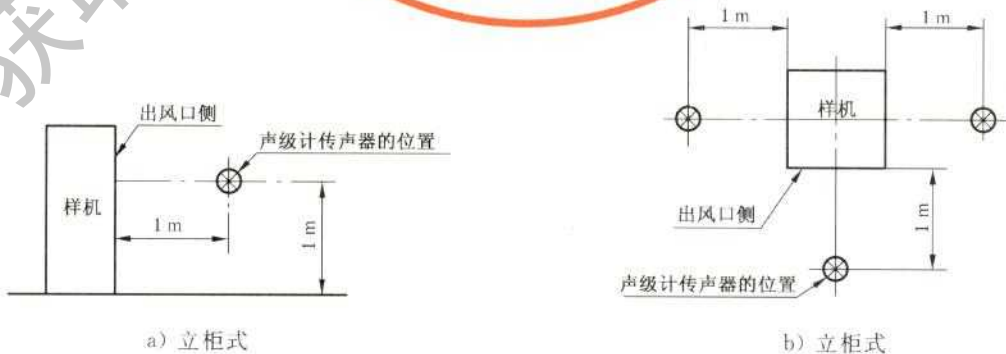 出风口侧
声级计传声器的位置
样机
1 m
1 m
a) 立柜式
1 m
1 m
样机
出风口侧
1 m
声级计传声器的位置
b) 立柜式